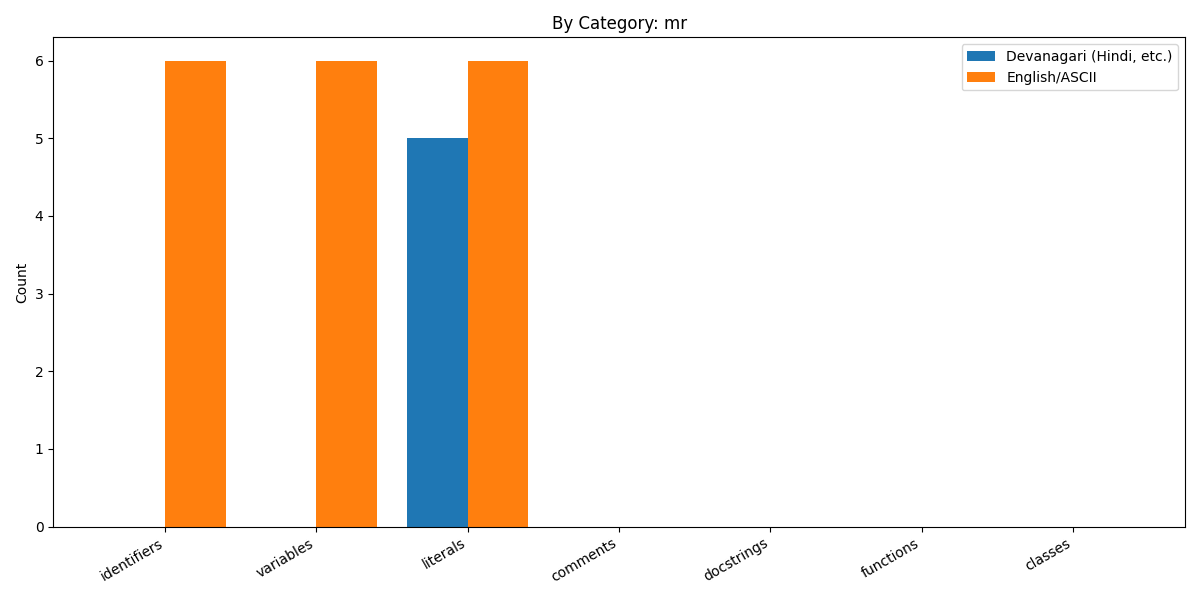 By Category: mr
Devanagari (Hindi, etc.)
English/ASCII
Count
6
5
4
3
2
1
0
identifiers
variables
literals
comments
docstrings
functions
classes